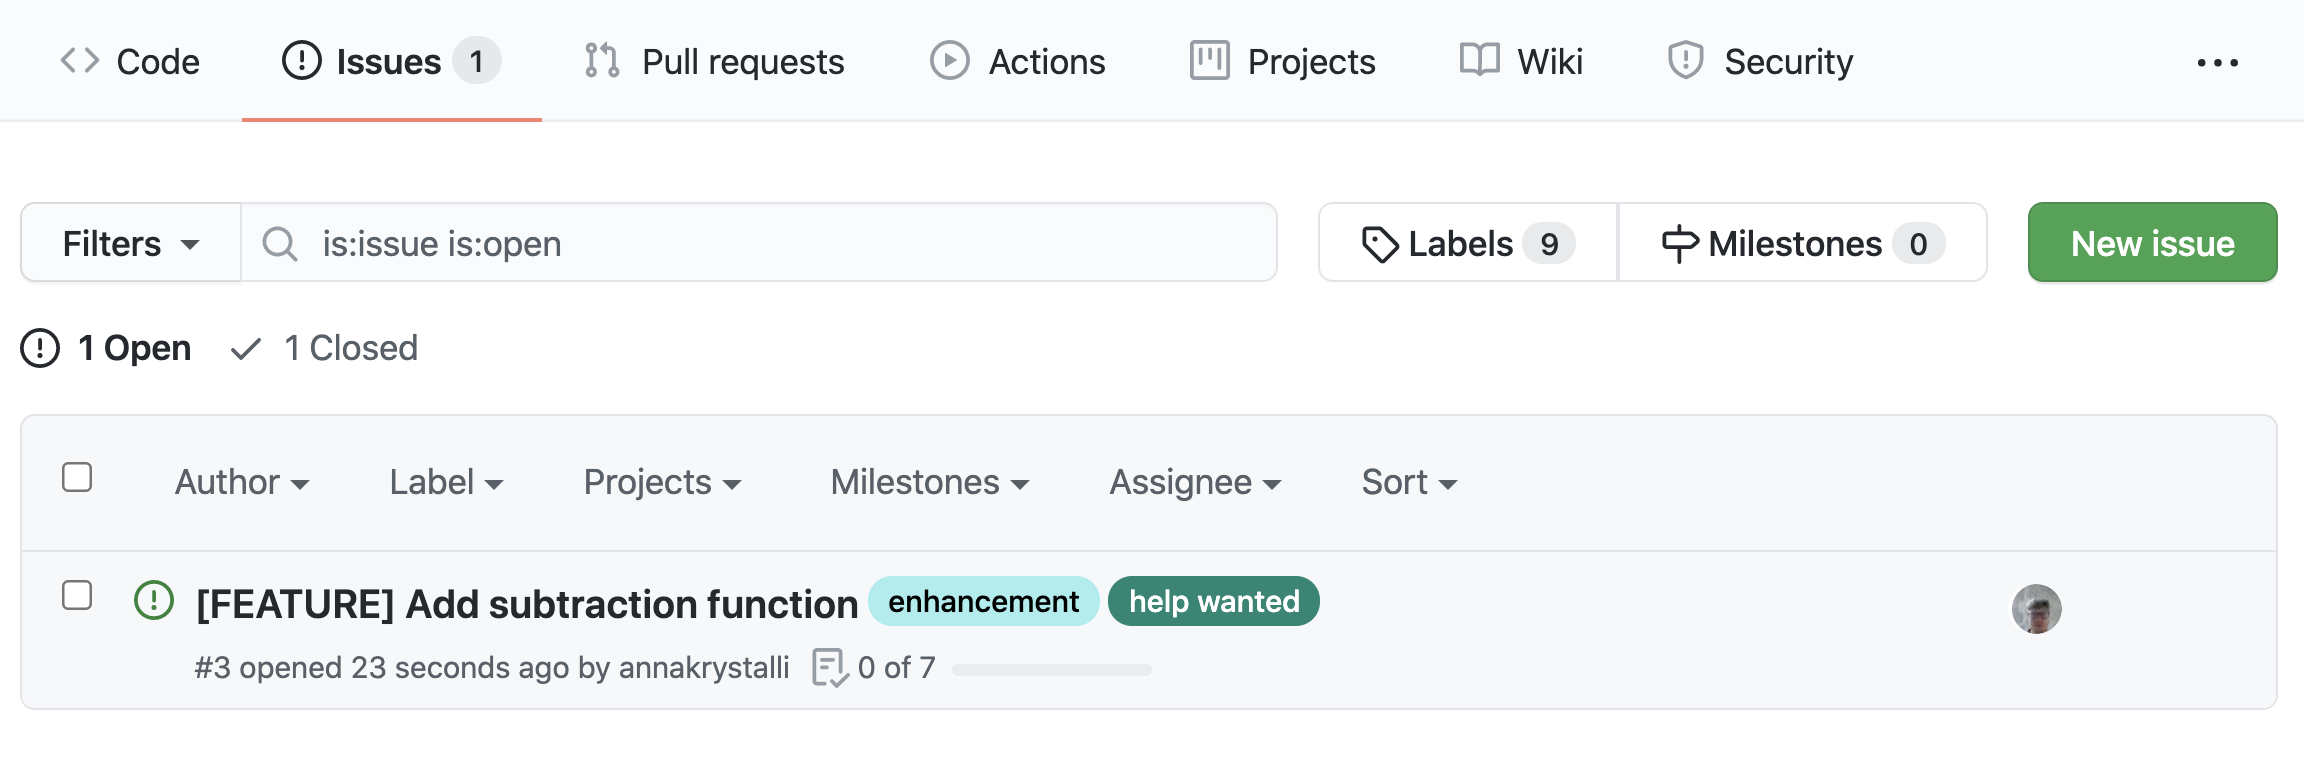 Code Issues 1 Pull requests Actions Projects Wiki Security
Filters is:issue is:open Labels 9 Milestones 0 New issue
1 Open 1 Closed
Author Label Projects Milestones Assignee Sort
[FEATURE] Add subtraction function enhancement help wanted
#3 opened 23 seconds ago by annakrystalli 0 of 7